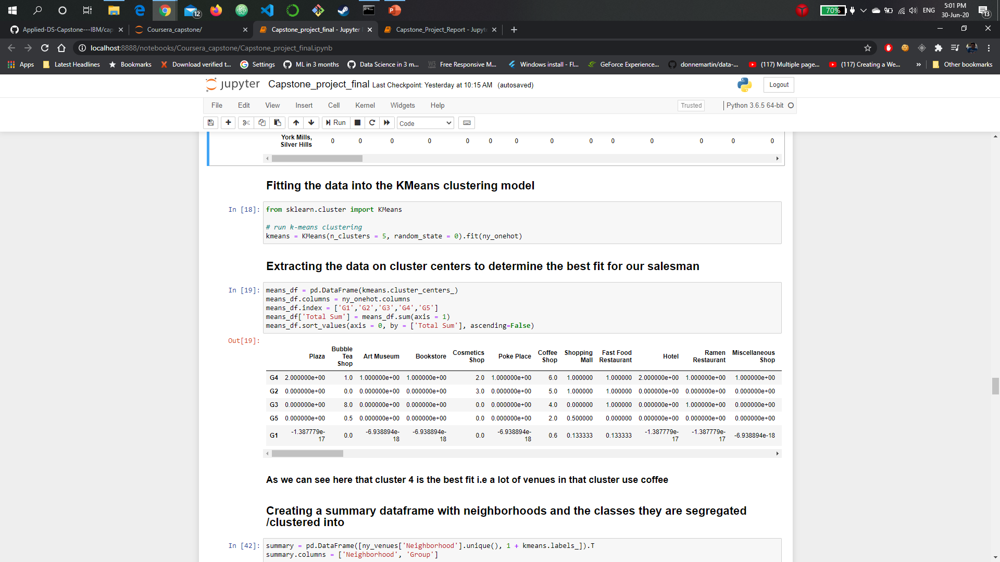 12
70%
ENG
5:01 PM
30-Jun-20
13
Applied-DS-Capstone---IBM/cap
Coursera_capstone/
Capstone_project_final - Jupyter
Capstone_Project_Report - Jupyte
localhost:8888/notebooks/Coursera_capstone/Capstone_project_final.ipynb
Apps
Latest Headlines
Bookmarks
Download verified t...
Settings
ML in 3 months
Data Science in 3 m...
Free Responsive M...
Windows install - Fl...
GeForce Experience...
donnemartin/data-...
(117) Multiple page...
(117) Creating a We...
»
Other bookmarks
jupyter
Capstone_project_final Last Checkpoint: Yesterday at 10:15 AM (autosaved)
Logout
File Edit View Insert Cell Kernel Widgets Help
Trusted
Python 3.6.5 64-bit
Run
Code
York Mills, Silver Hills 0 0 0 0 0 0 0 0 0 0 0 0 0 0
Fitting the data into the KMeans clustering model
In [18]:
from sklearn.cluster import KMeans
# run k-means clustering
kmeans = KMeans(n_clusters = 5, random_state = 0).fit(ny_onehot)
Extracting the data on cluster centers to determine the best fit for our salesman
In [19]:
means_df = pd.DataFrame(kmeans.cluster_centers_)
means_df.columns = ny_onehot.columns
means_df.index = ['G1','G2','G3','G4','G5']
means_df['Total Sum'] = means_df.sum(axis = 1)
means_df.sort_values(axis = 0, by = ['Total Sum'], ascending=False)
Out[19]:
Plaza Bubble Tea Shop Art Museum Bookstore Cosmetics Shop Poke Place Coffee Shop Shopping Mall Fast Food Restaurant Hotel Ramen Restaurant Miscellaneous Shop
G4 2.000000e+00 1.0 1.000000e+00 1.000000e+00 2.0 1.000000e+00 6.0 1.000000 1.000000 2.000000e+00 1.000000e+00 1.000000e+00
G2 0.000000e+00 0.0 0.000000e+00 0.000000e+00 3.0 0.000000e+00 5.0 1.000000 1.000000 0.000000e+00 0.000000e+00 0.000000e+00
G3 0.000000e+00 8.0 0.000000e+00 0.000000e+00 0.0 0.000000e+00 4.0 0.000000 1.000000 0.000000e+00 1.000000e+00 0.000000e+00
G5 0.000000e+00 0.5 0.000000e+00 0.000000e+00 0.0 0.000000e+00 2.0 0.500000 0.000000 0.000000e+00 0.000000e+00 0.000000e+00
G1 -1.387779e-17 0.0 -6.938894e-18 -6.938894e-18 0.0 -6.938894e-18 0.6 0.133333 0.133333 -1.387779e-17 -1.387779e-17 -6.938894e-18
As we can see here that cluster 4 is the best fit i.e a lot of venues in that cluster use coffee
Creating a summary dataframe with neighborhoods and the classes they are segregated
/clustered into
In [42]:
summary = pd.DataFrame([ny_venues['Neighborhood'].unique(), 1 + kmeans.labels_]).T
summary.columns = ['Neighborhood', 'Group']